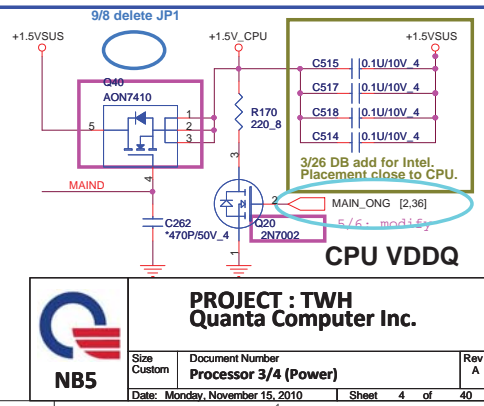 9/8 delete JP1
+1.5VSUS
+1.5V_CPU
+1.5VSUS
Q40
AON7410
5
1
2
3
4
MAIND
C262
*470P/50V_4
R170
220_8
3
2
1
Q20
2N7002
C515 0.1U/10V_4
C517 0.1U/10V_4
C518 0.1U/10V_4
C514 0.1U/10V_4
3/26 DB add for Intel.
Placement close to CPU.
MAIN_ONG [2,36]
5/6: modify
CPU VDDQ
NB5
PROJECT : TWH
Quanta Computer Inc.
Size
Custom
Document Number
Processor 3/4 (Power)
Rev
A
Date: Monday, November 15, 2010
Sheet 4 of 40
1